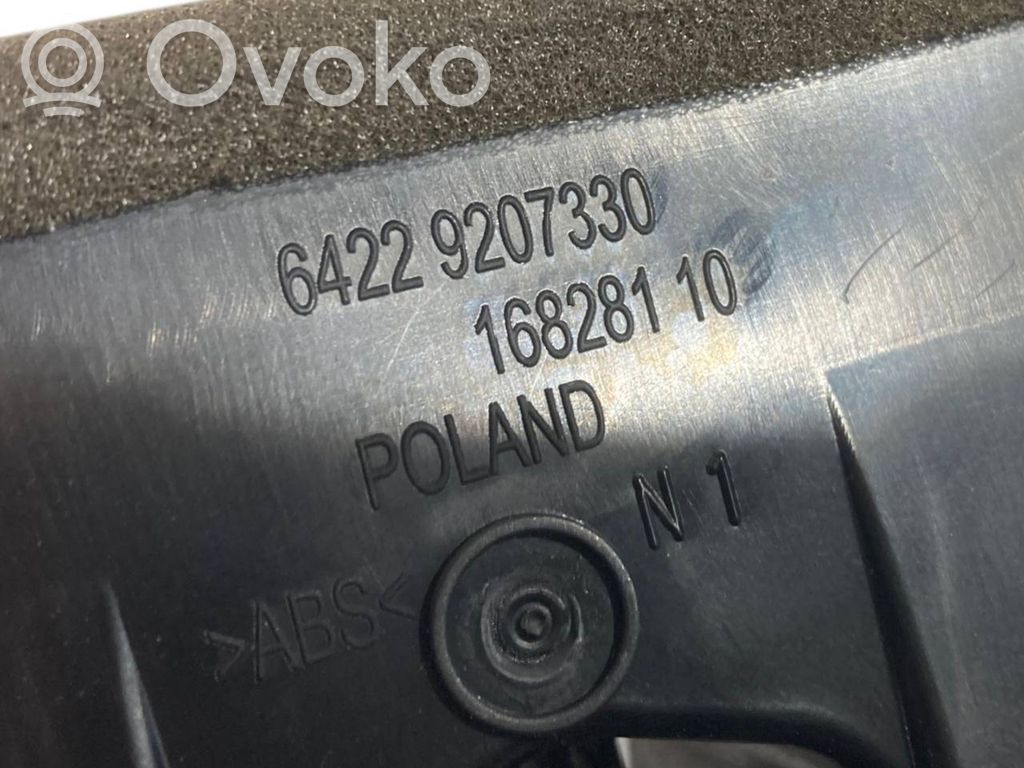 Ovoko
6422 9207330
168281 10
POLAND
N 1
>ABS<